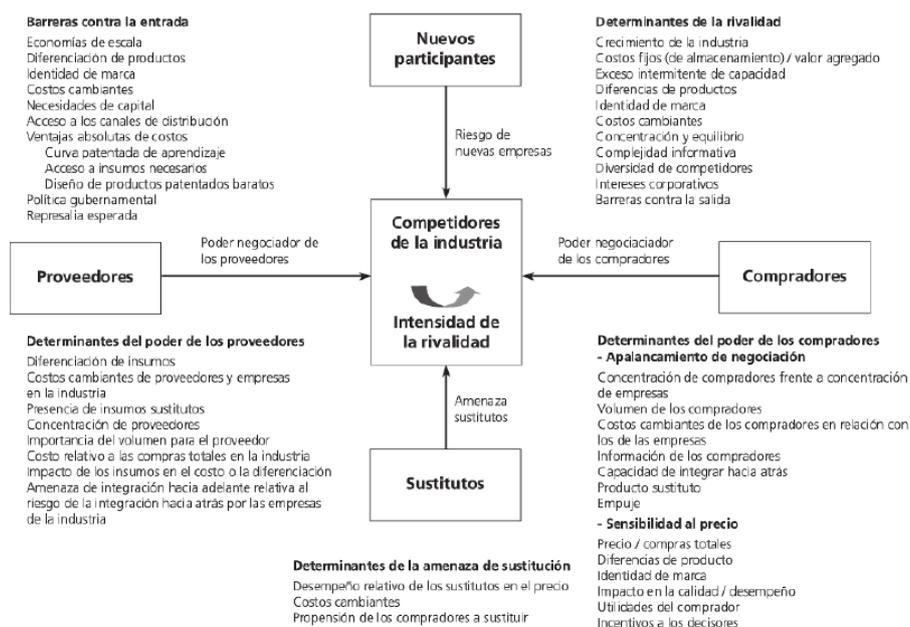 Barreras contra la entrada
Economías de escala
Diferenciación de productos
Identidad de marca
Costos cambiantes
Necesidades de capital
Acceso a los canales de distribución
Ventajas absolutas de costos
Curva patentada de aprendizaje
Acceso a insumos necesarios
Diseño de productos patentados baratos
Política gubernamental
Represalia esperada
Nuevos
participantes
Riesgo de
nuevas empresas
Determinantes de la rivalidad
Crecimiento de la industria
Costos fijos (de almacenamiento) / valor agregado
Exceso intermitente de capacidad
Diferencias de productos
Identidad de marca
Costos cambiantes
Concentración y equilibrio
Complejidad informativa
Diversidad de competidores
Intereses corporativos
Barreras contra la salida
Proveedores
Poder negociador de
los proveedores
Competidores
de la industria
Intensidad de
la rivalidad
Poder negociaciador
de los compradores
Compradores
Determinantes del poder de los proveedores
Diferenciación de insumos
Costos cambiantes de proveedores y empresas
en la industria
Presencia de insumos sustitutos
Concentración de proveedores
Importancia del volumen para el proveedor
Costo relativo a las compras totales en la industria
Impacto de los insumos en el costo o la diferenciación
Amenaza de integración hacia adelante relativa al
riesgo de la integración hacia atrás por las empresas
de la industria
Amenaza
sustitutos
Sustitutos
Determinantes de la amenaza de sustitución
Desempeño relativo de los sustitutos en el precio
Costos cambiantes
Propensión de los compradores a sustituir
Determinantes del poder de los compradores
- Apalancamiento de negociación
Concentración de compradores frente a concentración
de empresas
Volumen de los compradores
Costos cambiantes de los compradores en relación con
los de las empresas
Información de los compradores
Capacidad de integrar hacia atrás
Producto sustituto
Empuje
- Sensibilidad al precio
Precio / compras totales
Diferencias de producto
Identidad de marca
Impacto en la calidad / desempeño
Utilidades del comprador
Incentivos a los decisores